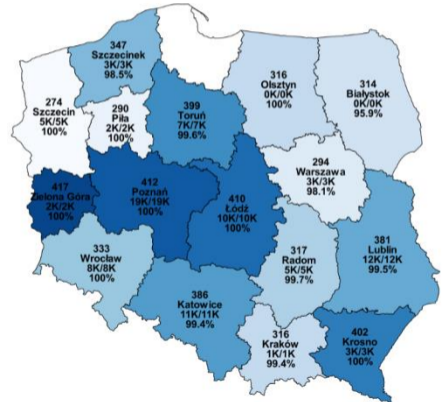 347
Szczecinek
3K/3K
98.5%
316
Olsztyn
0K/0K
100%
314
Białystok
0K/0K
95.9%
274
Szczecin
5K/5K
100%
290
Piła
2K/2K
100%
399
Toruń
7K/7K
99.6%
294
Warszawa
3K/3K
98.1%
417
Zielona Góra
2K/2K
100%
412
Poznań
19K/19K
100%
410
Łódź
10K/10K
100%
381
Lublin
12K/12K
99.5%
333
Wrocław
8K/8K
100%
317
Radom
5K/5K
99.7%
386
Katowice
11K/11K
99.4%
316
Kraków
1K/1K
99.4%
402
Krosno
3K/3K
100%